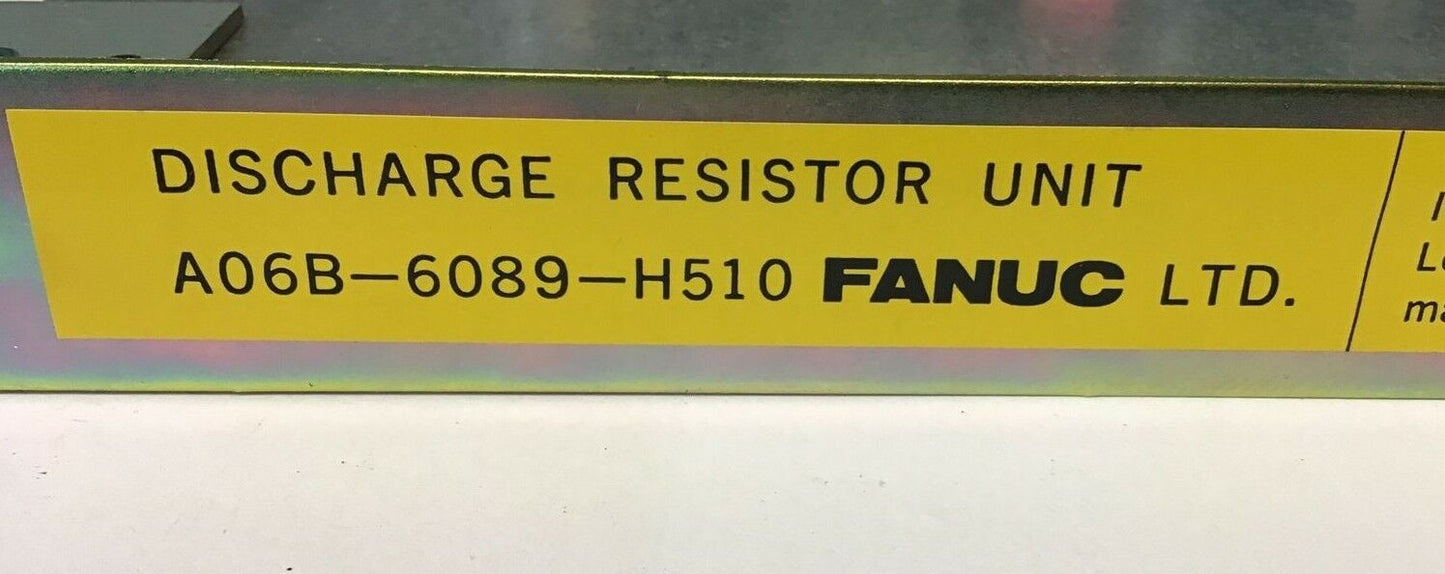 DISCHARGE RESISTOR UNIT
A06B-6089-H510 FANUC LTD.